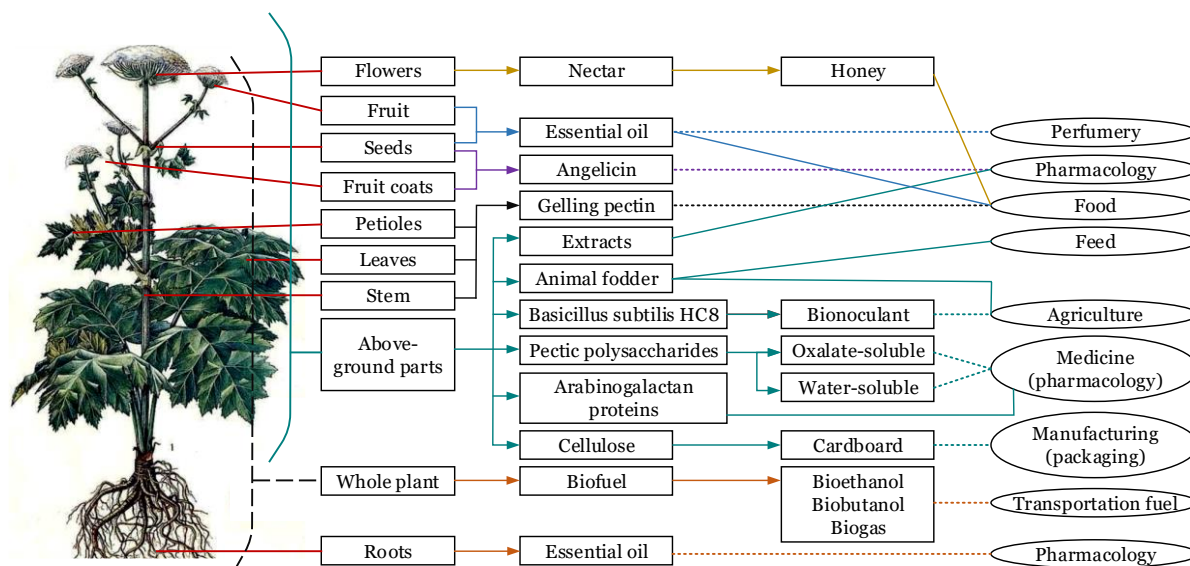 Flowers
Nectar
Honey
Fruit
Essential oil
Perfumery
Seeds
Angelicin
Pharmacology
Fruit coats
Gelling pectin
Food
Petioles
Extracts
Feed
Leaves
Animal fodder
Stem
Basicillus subtilis HC8
Bionoculant
Agriculture
Above-
ground parts
Pectic polysaccharides
Oxalate-soluble
Water-soluble
Medicine
(pharmacology)
Arabinogalactan
proteins
Cellulose
Cardboard
Manufacturing
(packaging)
Whole plant
Biofuel
Bioethanol
Biobutanol
Biogas
Transportation fuel
Roots
Essential oil
Pharmacology